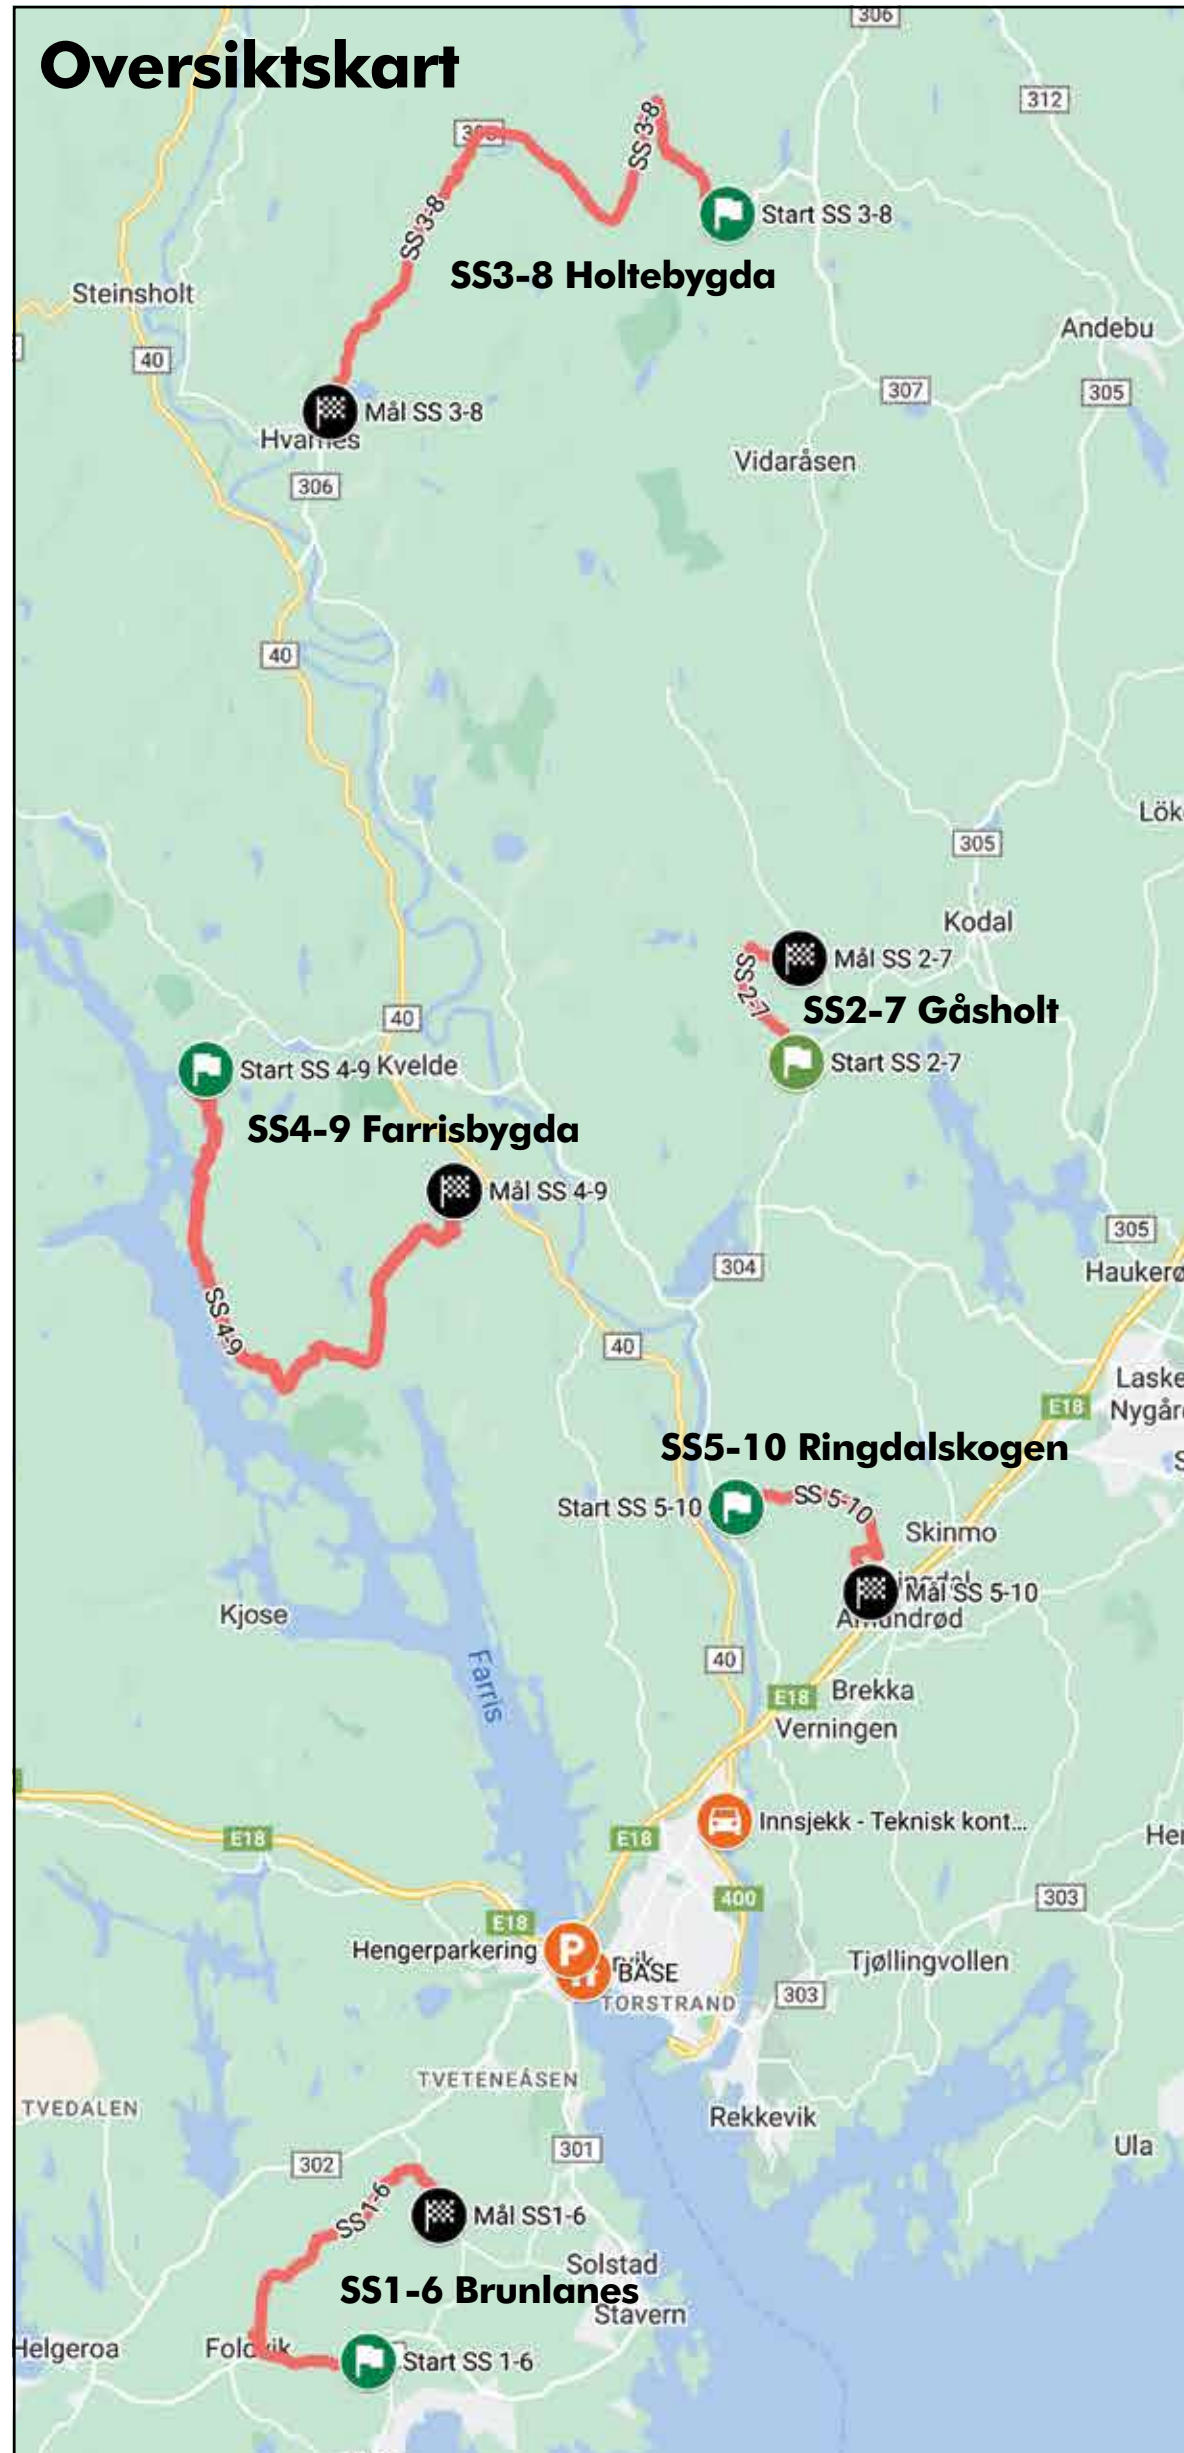 Oversiktskart
306
312
SS 3-8
Start SS 3-8
SS 3-8
SS3-8 Holtebygda
Steinsholt
Andebu
40
307
305
Mål SS 3-8
Hvarnes
Vidaråsen
306
40
305
Kodal
Mål SS 2-7
SS 2-7
SS2-7 Gåsholt
40
Start SS 4-9
Kvelde
Start SS 2-7
SS4-9 Farrisbygda
Mål SS 4-9
305
304
SS 4-9
40
E18
SS5-10 Ringdalskogen
Start SS 5-10
SS 5-10
Skinmo
Mål SS 5-10
Kjose
40
Farris
E18
Brekka
Verningen
Innsjekk - Teknisk kont...
E18
E18
400
303
E18
Hengerparkering
P
BASE
Tjøllingvollen
TORSTRAND
303
TVETENEÅSEN
TVEDALEN
Rekkevik
301
Ula
302
SS 1-6
Mål SS1-6
Solstad
SS1-6 Brunlanes
Stavern
Helgeroa
Start SS 1-6